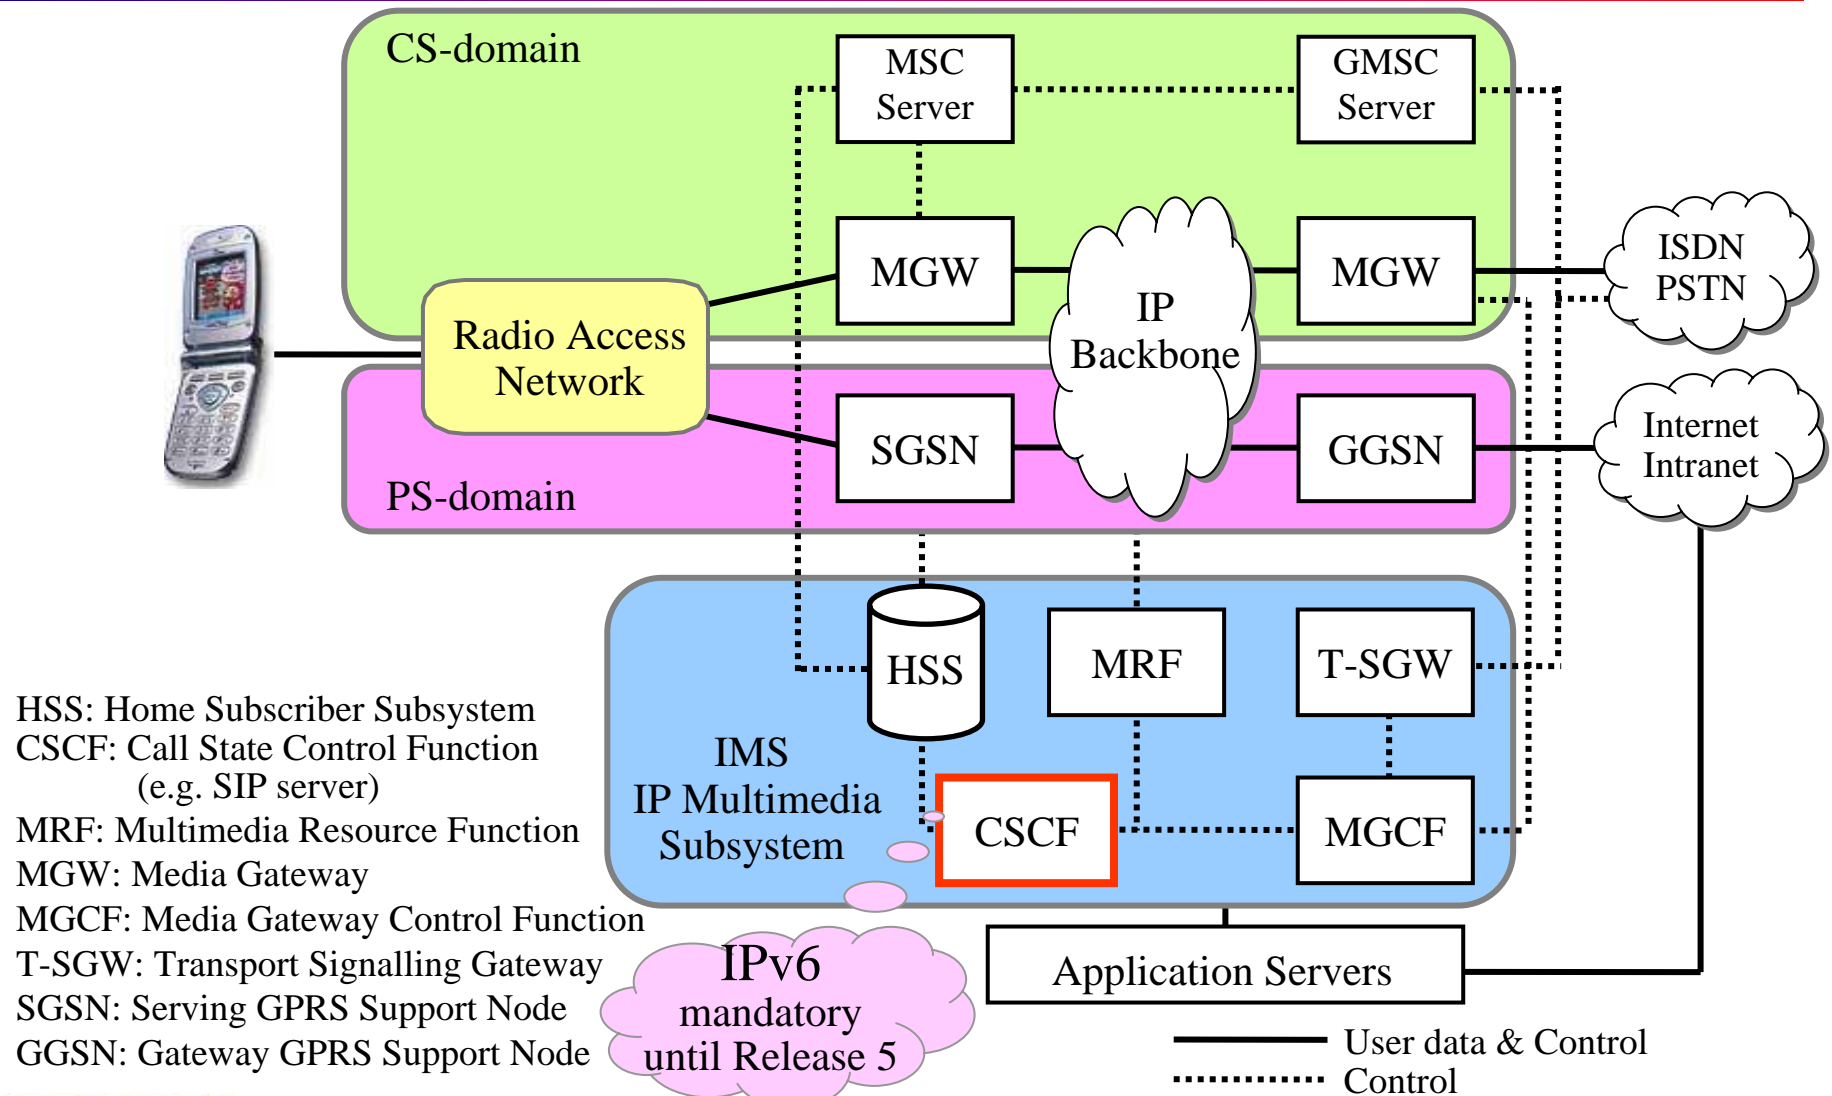 CS-domain
MSC
Server
GMSC
Server
MGW
MGW
ISDN
PSTN
IP
Backbone
Radio Access
Network
SGSN
GGSN
Internet
Intranet
PS-domain
HSS
MRF
T-SGW
IMS
IP Multimedia
Subsystem
CSCF
MGCF
HSS: Home Subscriber Subsystem
CSCF: Call State Control Function
(e.g. SIP server)
MRF: Multimedia Resource Function
MGW: Media Gateway
MGCF: Media Gateway Control Function
T-SGW: Transport Signalling Gateway
SGSN: Serving GPRS Support Node
GGSN: Gateway GPRS Support Node
IPv6
mandatory
until Release 5
Application Servers
User data & Control
Control